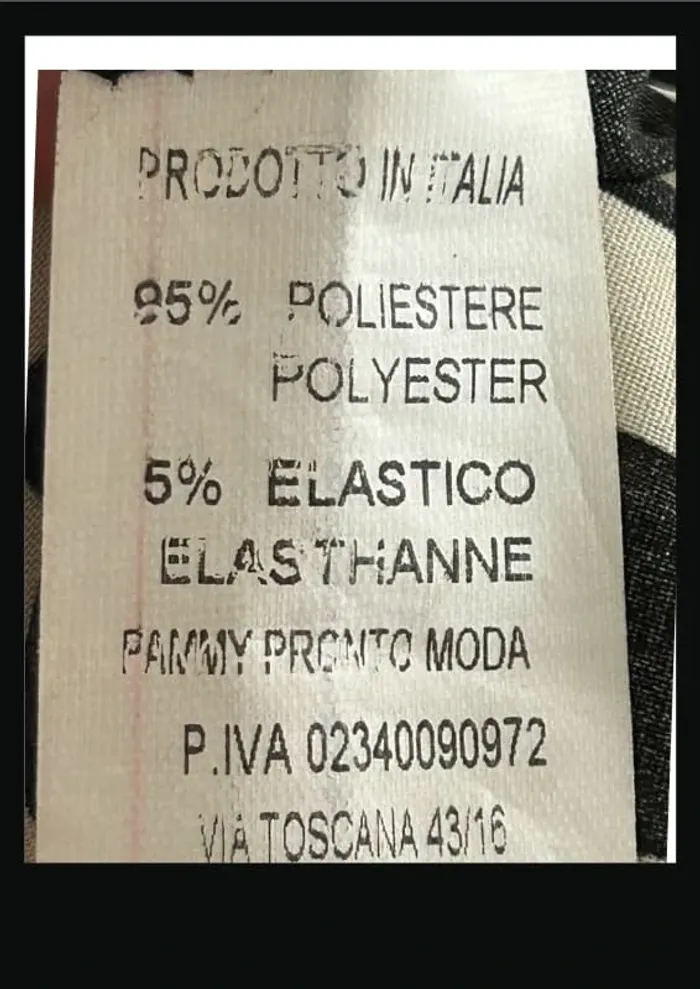 PRODOTTO IN ITALIA
95% POLIESTERE
POLYESTER
5% ELASTICO
ELASTHANNE
PAMMY PRONTO MODA
P.IVA 02340090972
VIA TOSCANA 43/16